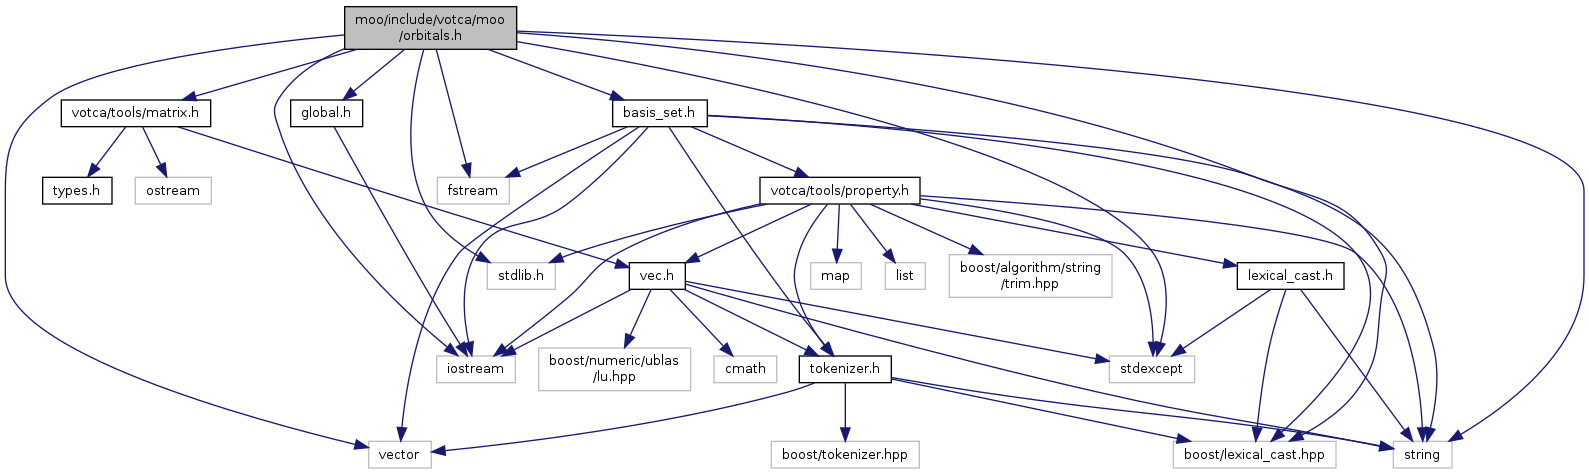 moo/include/votca/moo
/orbitals.h
votca/tools/matrix.h
global.h
basis_set.h
types.h
ostream
fstream
votca/tools/property.h
stdlib.h
vec.h
map
list
boost/algorithm/string
/trim.hpp
lexical_cast.h
iostream
boost/numeric/ublas
/lu.hpp
cmath
tokenizer.h
stdexcept
vector
boost/tokenizer.hpp
boost/lexical_cast.hpp
string